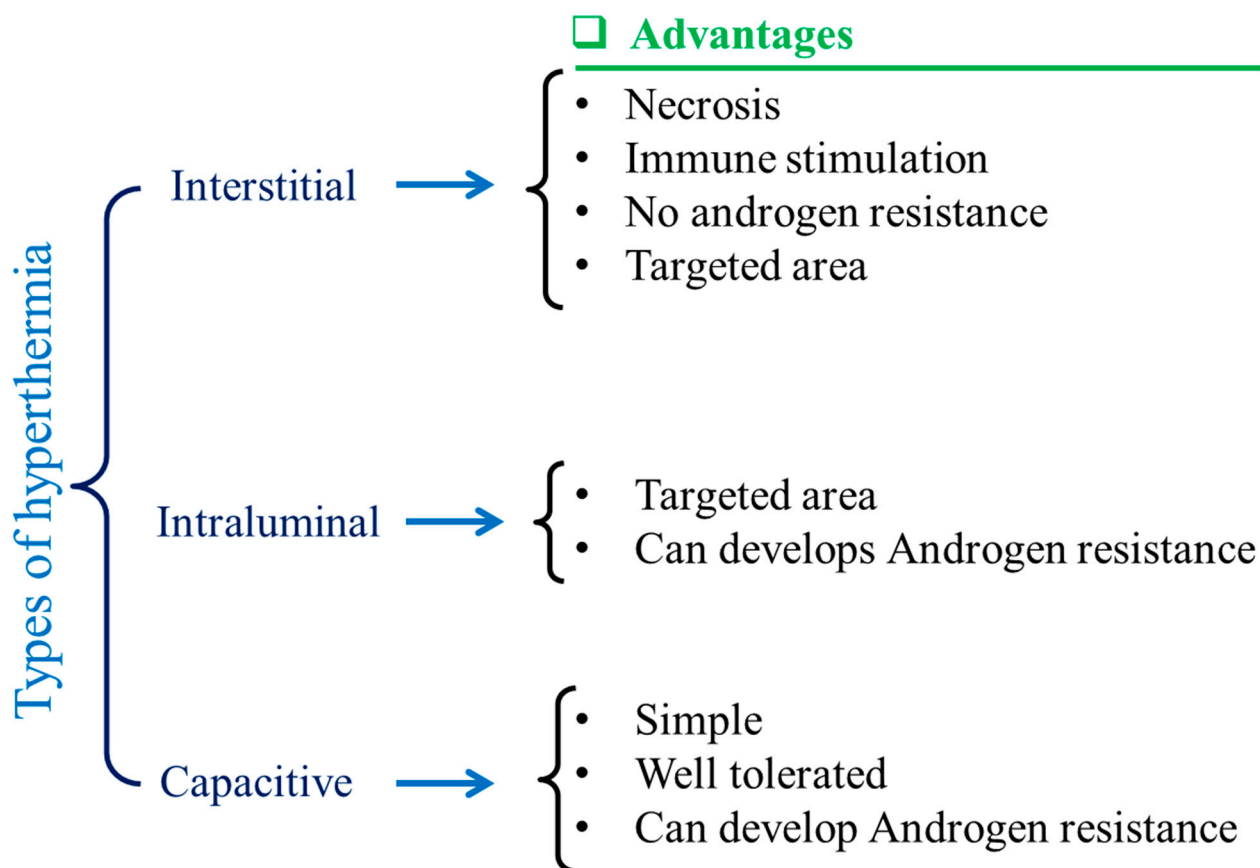 ❑ Advantages
Types of hyperthermia
Interstitial
• Necrosis
• Immune stimulation
• No androgen resistance
• Targeted area
Intraluminal
• Targeted area
• Can develops Androgen resistance
Capacitive
• Simple
• Well tolerated
• Can develop Androgen resistance